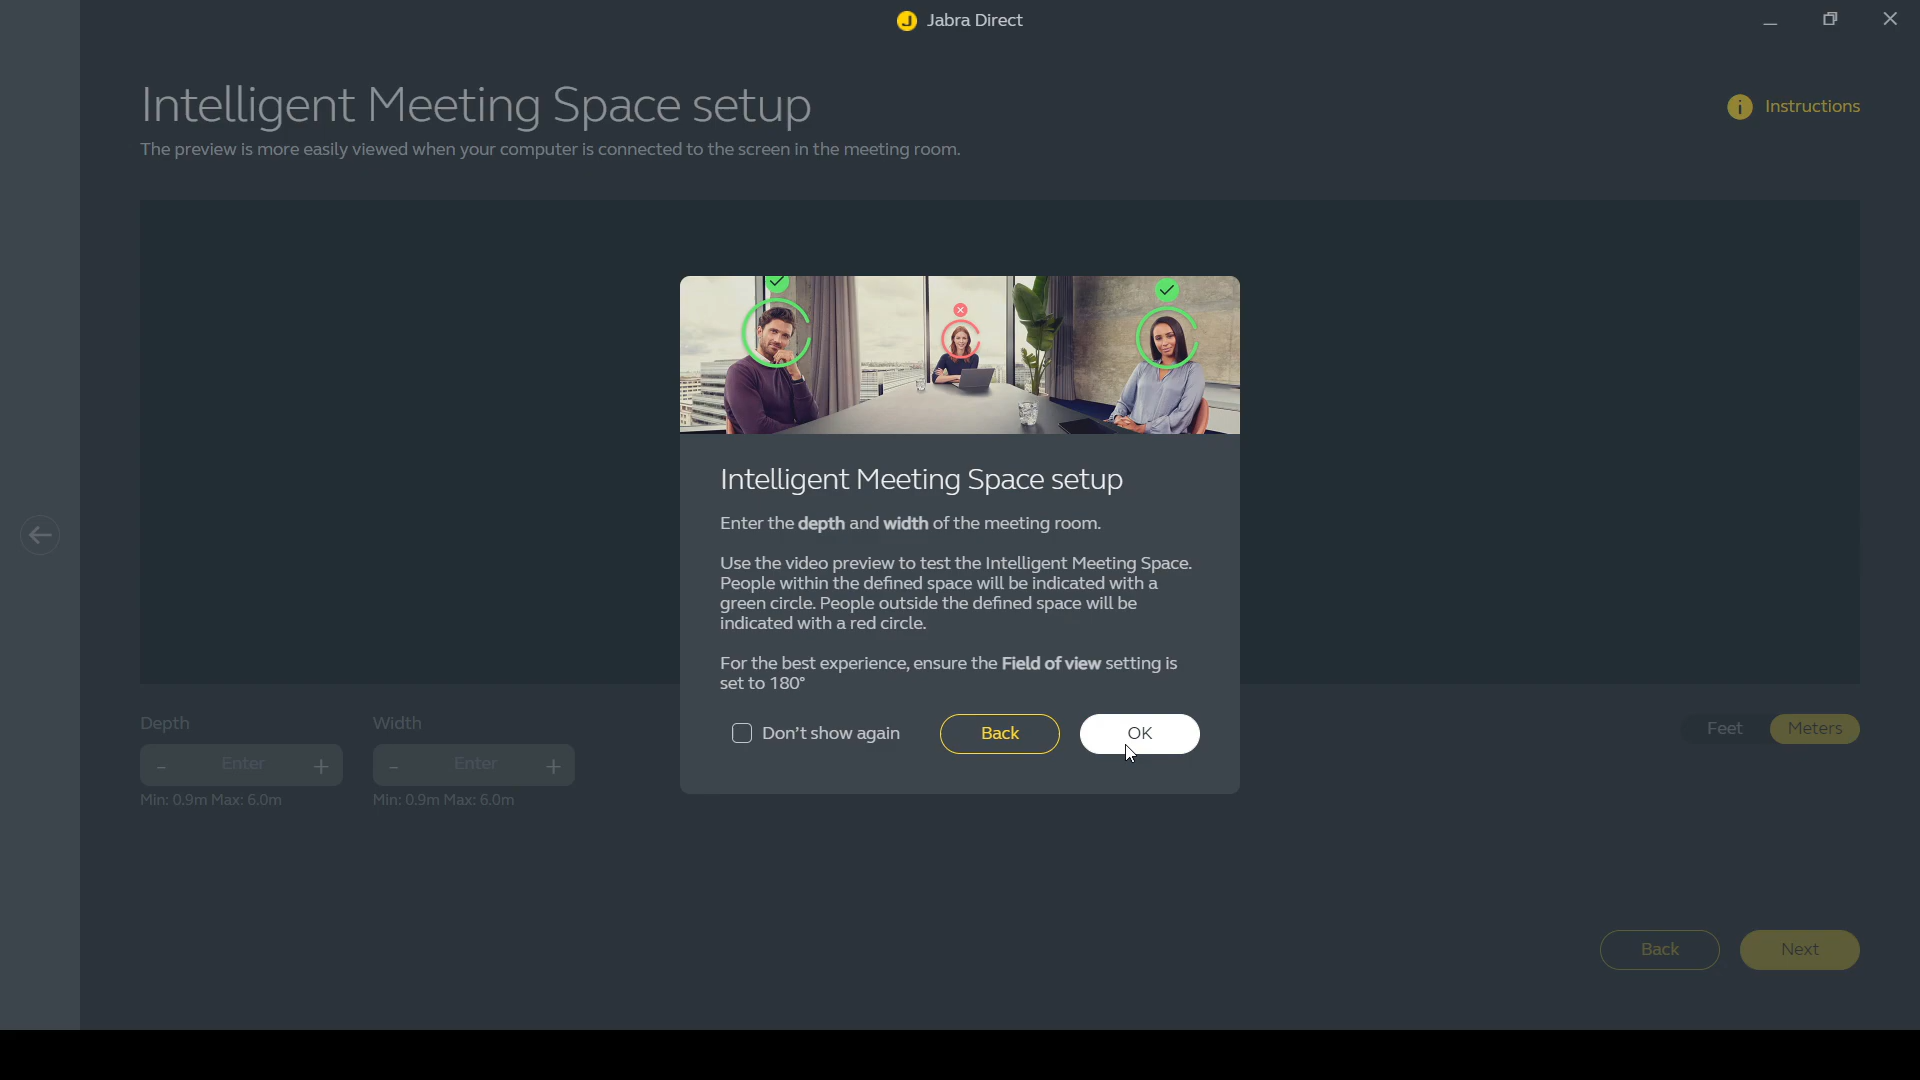 Jabra Direct
Intelligent Meeting Space setup
The preview is more easily viewed when your computer is connected to the screen in the meeting room.
Instructions
Intelligent Meeting Space setup
Enter the depth and width of the meeting room.
Use the video preview to test the Intelligent Meeting Space.
People within the defined space will be indicated with a
green circle. People outside the defined space will be
indicated with a red circle.
For the best experience, ensure the Field of view setting is
set to 180°
Don't show again
Back
OK
Depth
Width
Feet
Meters
- Enter +
- Enter +
Min: 0.9m Max: 6.0m
Min: 0.9m Max: 6.0m
Back
Next